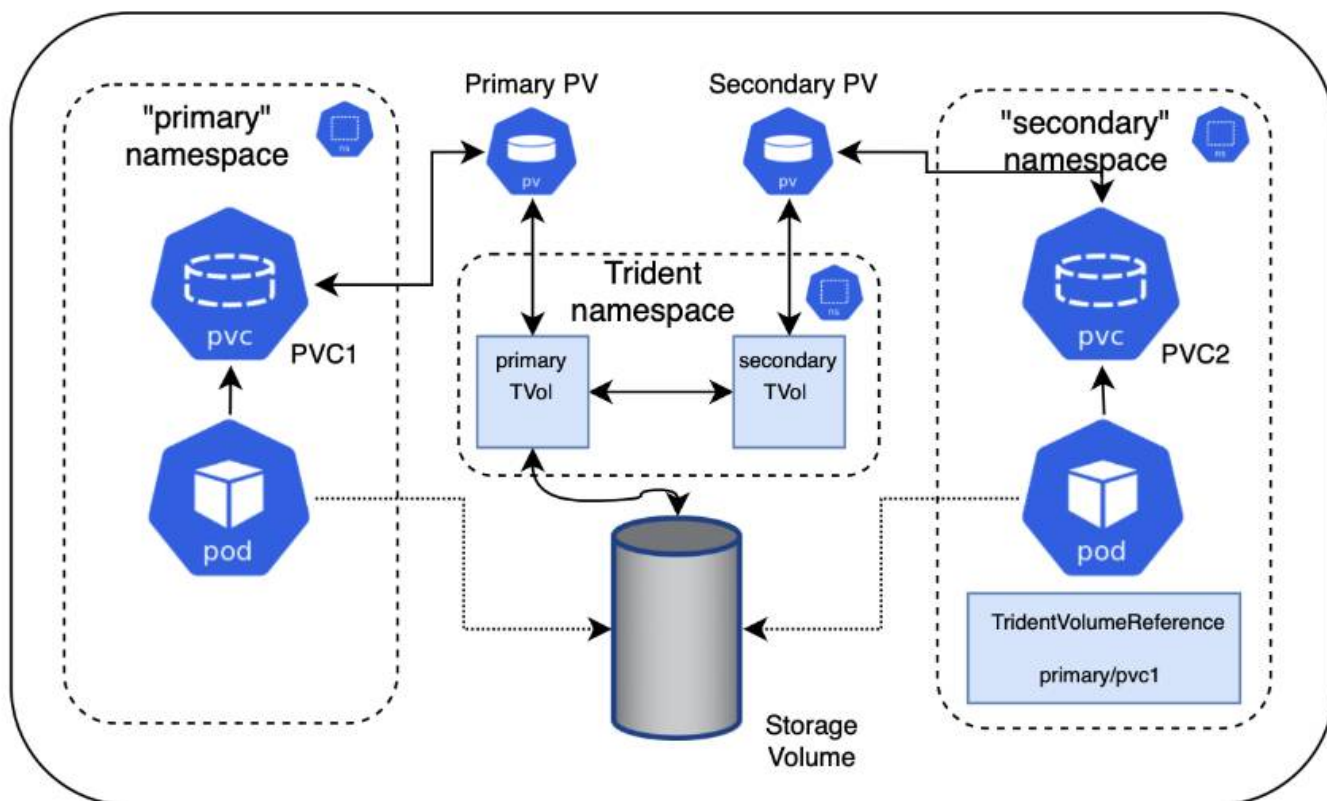 Primary PV
Secondary PV
"primary"
namespace
ns
pv
pv
"secondary"
namespace
ns
Trident
namespace
ns
pvc
PVC1
primary
TVol
secondary
TVol
pvc
PVC2
pod
pod
TridentVolumeReference
primary/pvc1
Storage
Volume